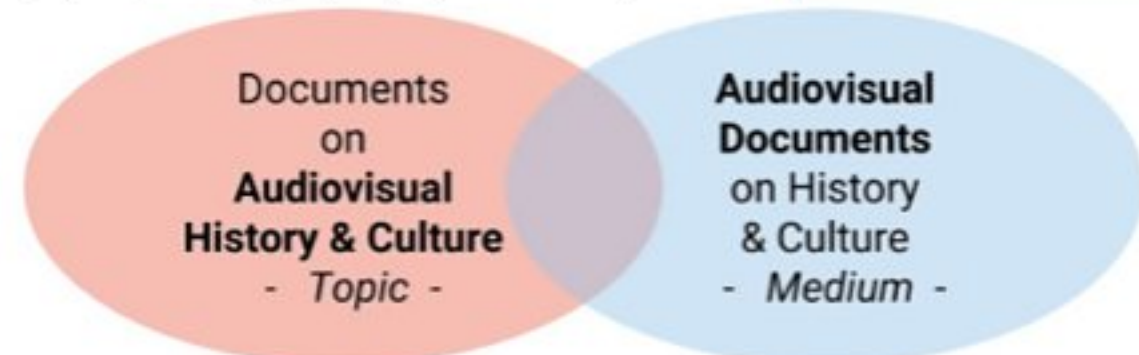 Documents
on
Audiovisual
History & Culture
- Topic -
Audiovisual
Documents
on History
& Culture
- Medium -